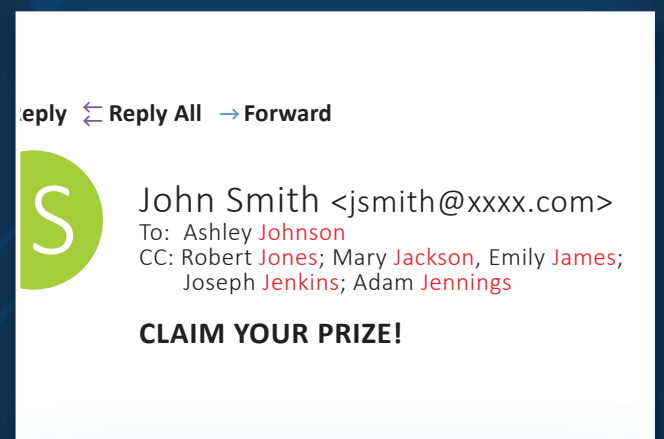 eply Reply All Forward
S
John Smith <jsmith@xxxx.com>
To: Ashley Johnson
CC: Robert Jones; Mary Jackson, Emily James;
Joseph Jenkins; Adam Jennings
CLAIM YOUR PRIZE!